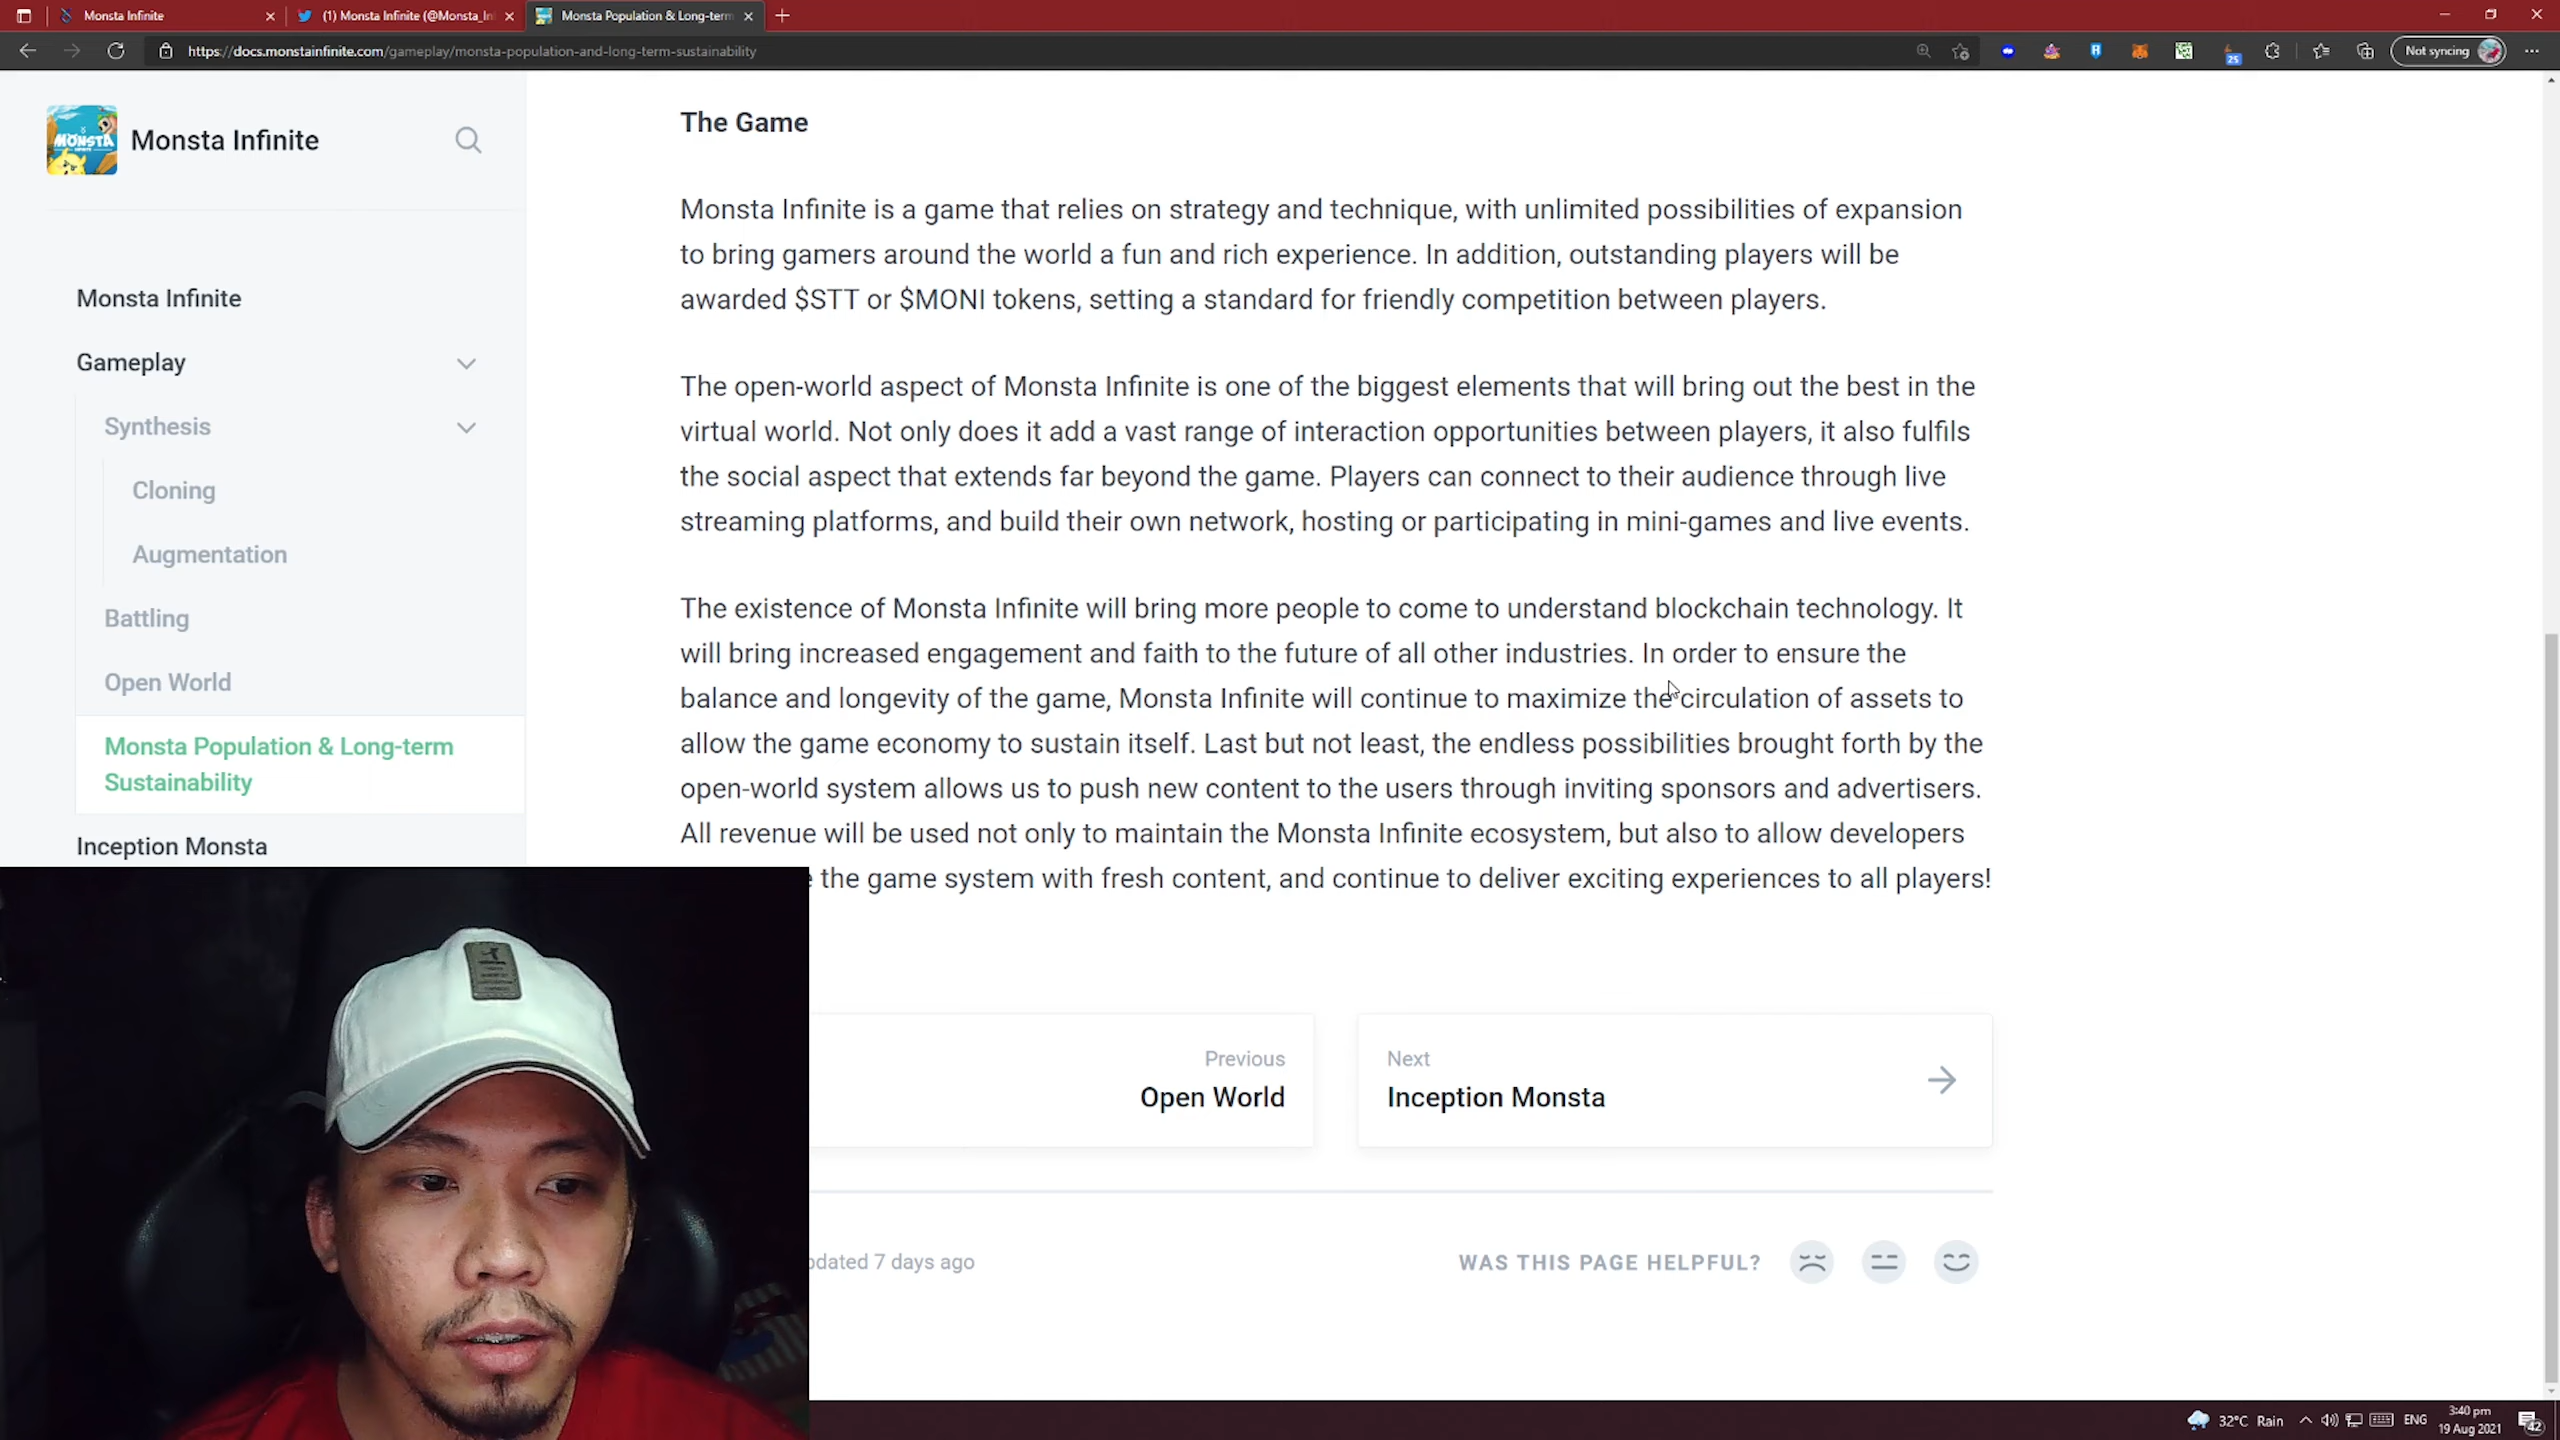 Monsta Infinite
(1) Monsta Infinite (@Monsta_In
Monsta Population & Long-term
https://docs.monstainfinite.com/gameplay/monsta-population-and-long-term-sustainability
25
Not syncing
MONSTA
Monsta Infinite
Monsta Infinite
Gameplay
Synthesis
Cloning
Augmentation
Battling
Open World
Monsta Population & Long-term
Sustainability
Inception Monsta
The Game
Monsta Infinite is a game that relies on strategy and technique, with unlimited possibilities of expansion
to bring gamers around the world a fun and rich experience. In addition, outstanding players will be
awarded $STT or $MONI tokens, setting a standard for friendly competition between players.
The open-world aspect of Monsta Infinite is one of the biggest elements that will bring out the best in the
virtual world. Not only does it add a vast range of interaction opportunities between players, it also fulfils
the social aspect that extends far beyond the game. Players can connect to their audience through live
streaming platforms, and build their own network, hosting or participating in mini-games and live events.
The existence of Monsta Infinite will bring more people to come to understand blockchain technology. It
will bring increased engagement and faith to the future of all other industries. In order to ensure the
balance and longevity of the game, Monsta Infinite will continue to maximize the circulation of assets to
allow the game economy to sustain itself. Last but not least, the endless possibilities brought forth by the
open-world system allows us to push new content to the users through inviting sponsors and advertisers.
All revenue will be used not only to maintain the Monsta Infinite ecosystem, but also to allow developers
the game system with fresh content, and continue to deliver exciting experiences to all players!
Previous
Open World
Next
Inception Monsta
7 days ago
WAS THIS PAGE HELPFUL?
32°C Rain
ENG
3:40 pm
19 Aug 2021
42